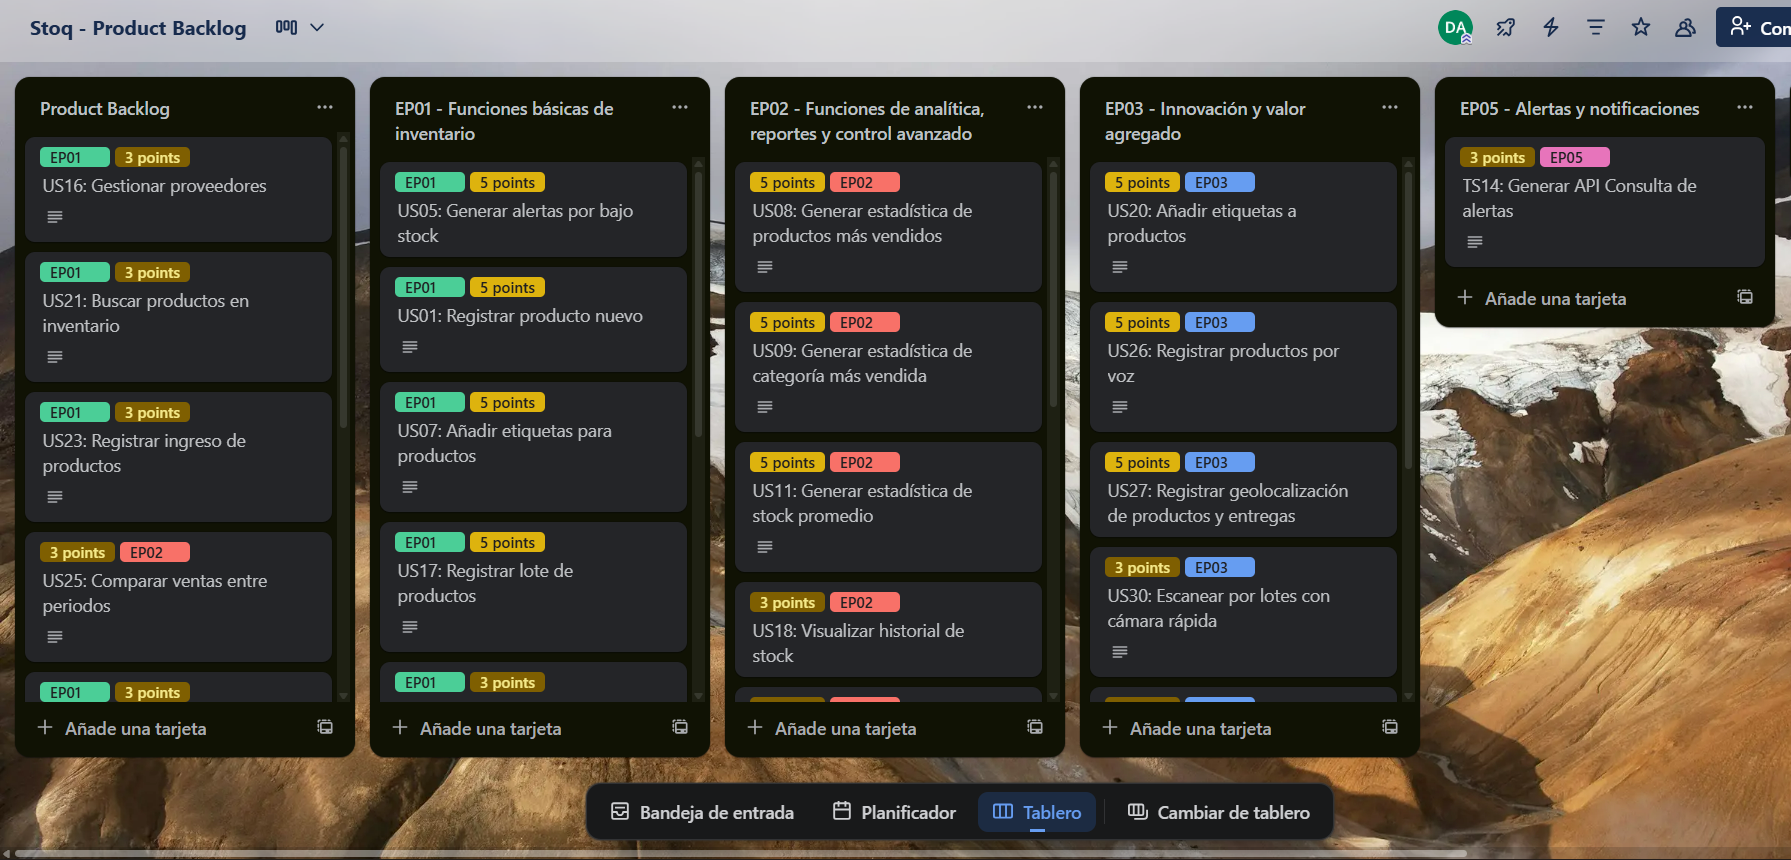 Stoq - Product Backlog
DA
Product Backlog
EP01 3 points
US16: Gestionar proveedores
EP01 3 points
US21: Buscar productos en
inventario
EP01 3 points
US23: Registrar ingreso de
productos
3 points EP02
US25: Comparar ventas entre
periodos
EP01 3 points
Añade una tarjeta
EP01 - Funciones básicas de
inventario
EP01 5 points
US05: Generar alertas por bajo
stock
EP01 5 points
US01: Registrar producto nuevo
EP01 5 points
US07: Añadir etiquetas para
productos
EP01 5 points
US17: Registrar lote de
productos
EP01 3 points
Añade una tarjeta
EP02 - Funciones de analítica,
reportes y control avanzado
5 points EP02
US08: Generar estadística de
productos más vendidos
5 points EP02
US09: Generar estadística de
categoría más vendida
5 points EP02
US11: Generar estadística de
stock promedio
3 points EP02
US18: Visualizar historial de
stock
Añade una tarjeta
EP03 - Innovación y valor
agregado
5 points EP03
US20: Añadir etiquetas a
productos
5 points EP03
US26: Registrar productos por
voz
5 points EP03
US27: Registrar geolocalización
de productos y entregas
3 points EP03
US30: Escanear por lotes con
cámara rápida
Añade una tarjeta
EP05 - Alertas y notificaciones
3 points EP05
TS14: Generar API Consulta de
alertas
Añade una tarjeta
Bandeja de entrada
Planificador
Tablero
Cambiar de tablero